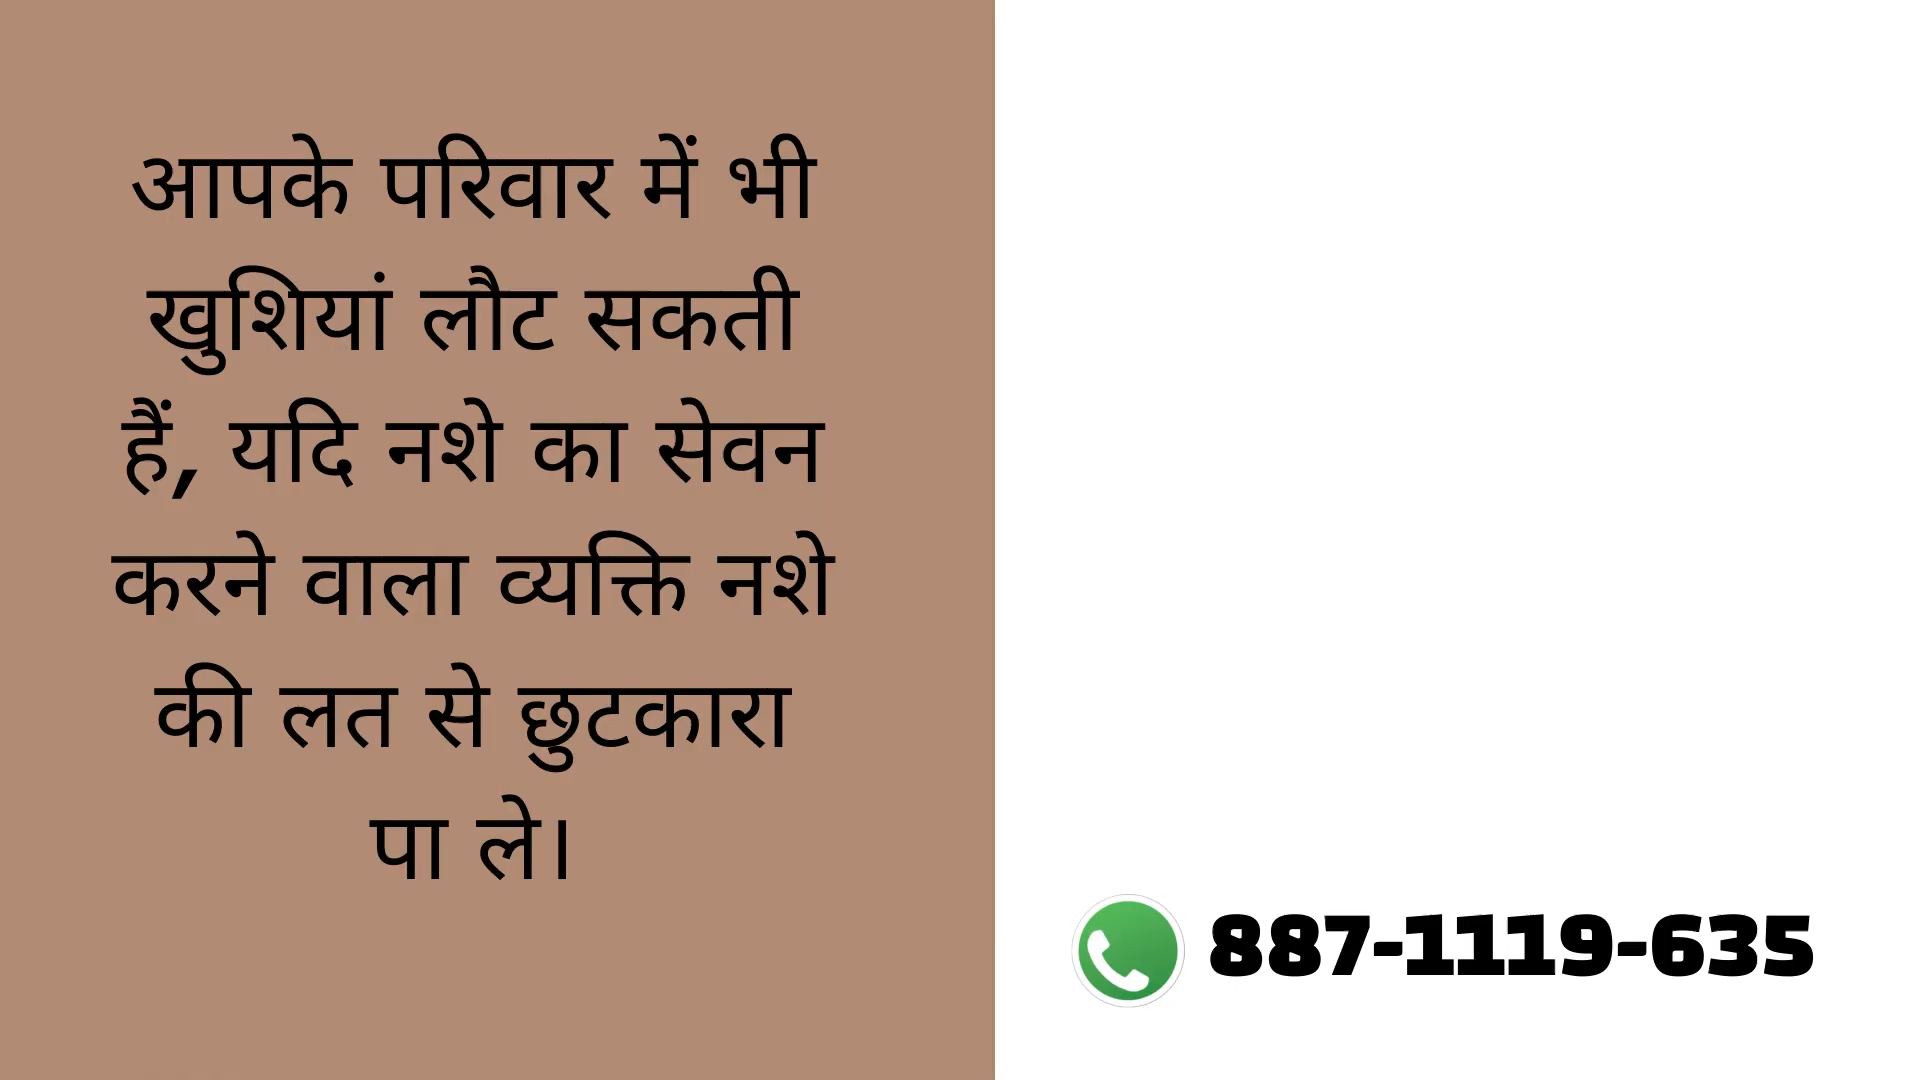 आपके परिवार में भी
खुशियां लौट सकती
हैं, यदि नशे का सेवन
करने वाला व्यक्ति नशे
की लत से छुटकारा
पा ले।
887-1119-635